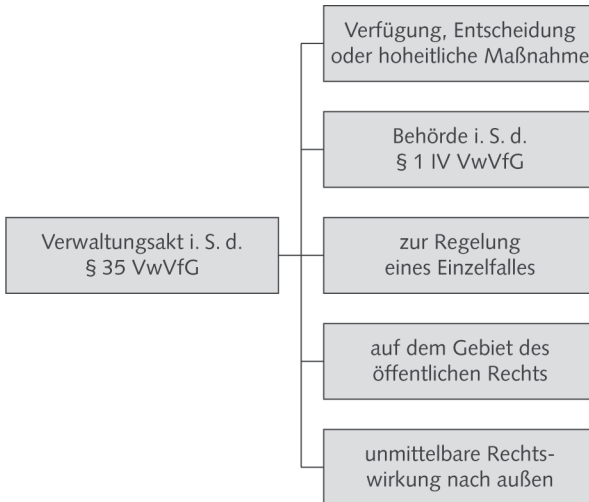 Verfügung, Entscheidung
oder hoheitliche Maßnahme
Behörde i. S. d.
§ 1 IV VwVfG
Verwaltungsakt i. S. d.
§ 35 VwVfG
zur Regelung
eines Einzelfalles
auf dem Gebiet des
öffentlichen Rechts
unmittelbare Rechts-
wirkung nach außen